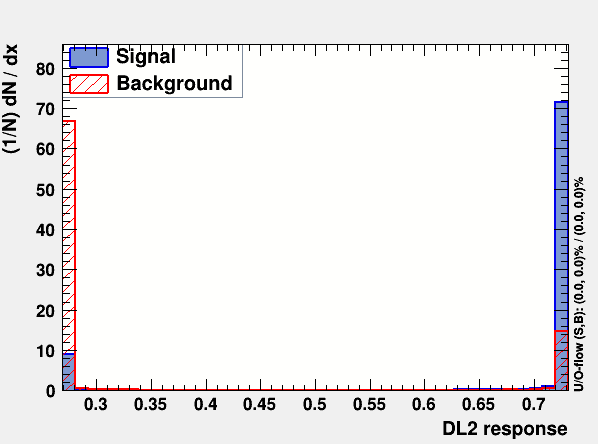 (1/N) dN / dx
Signal
Background
80
70
60
50
40
30
20
10
0
0.3 0.35 0.4 0.45 0.5 0.55 0.6 0.65 0.7
DL2 response
U/O-flow (S,B): (0.0, 0.0)% / (0.0, 0.0)%